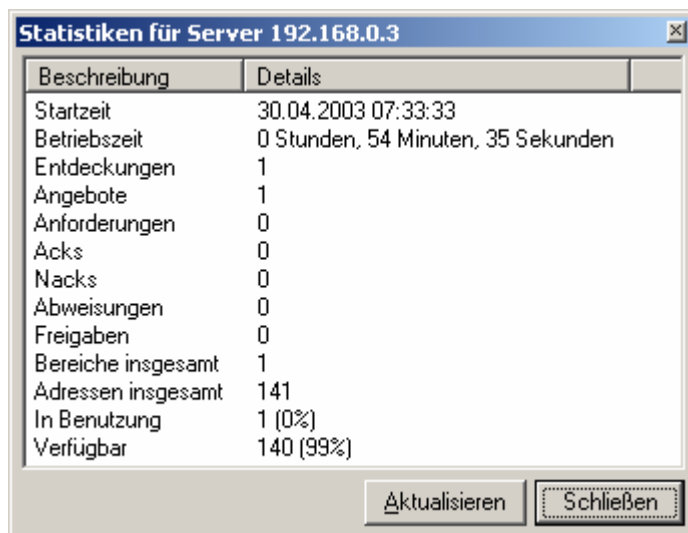 Statistiken für Server 192.168.0.3
Beschreibung Details
Startzeit 30.04.2003 07:33:33
Betriebszeit 0 Stunden, 54 Minuten, 35 Sekunden
Entdeckungen 1
Angebote 1
Anforderungen 0
Acks 0
Nacks 0
Abweisungen 0
Freigaben 0
Bereiche insgesamt 1
Adressen insgesamt 141
In Benutzung 1 (0%)
Verfügbar 140 (99%)
Aktualisieren Schließen